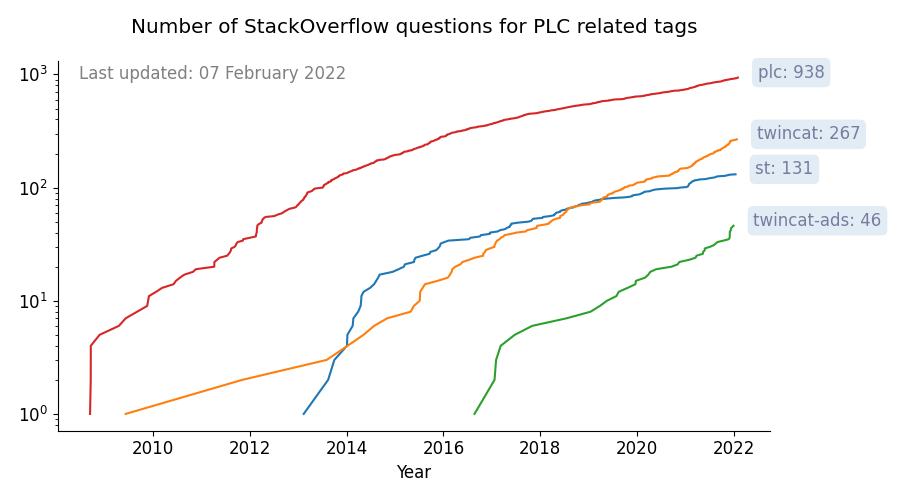 Number of StackOverflow questions for PLC related tags
Last updated: 07 February 2022
10³
10²
10¹
10⁰
plc: 938
twincat: 267
st: 131
twincat-ads: 46
2010 2012 2014 2016 2018 2020 2022
Year